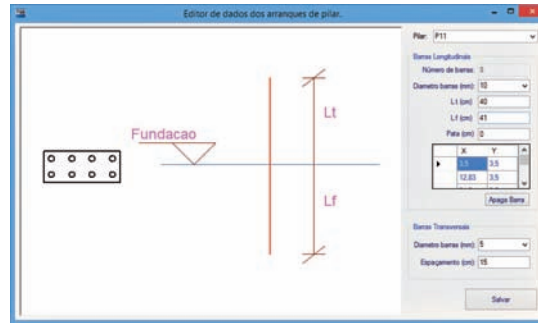 Editor de dados dos arranques de pilar.
Pilar: P11
Barras Longitudinais
Número de barras: 8
Diametro barras (mm) 10
Lt (cm) 40
Lf (cm) 41
Pata (cm) 0
X Y
3,5 3,5
12,83 3,5
Apaga Barra
Barras Transversais
Diametro barras (mm) 5
Espaçamento (cm) 15
Salvar
Fundacao
Lt
Lf